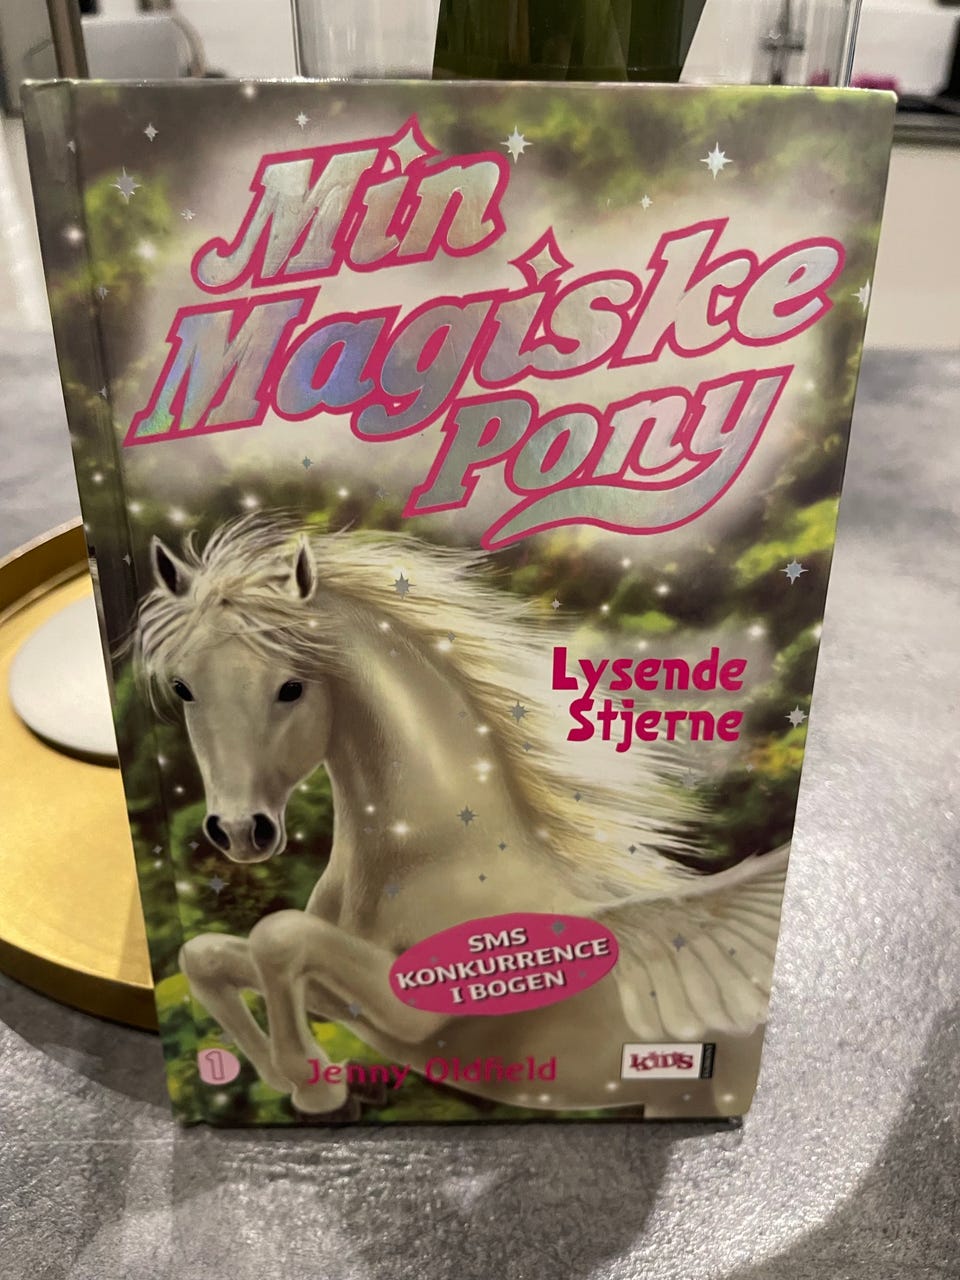 Min
Magiske
Pony
Lysende
Stjerne
SMS
KONKURRENCE
I BOGEN
1
Jenny Oldfield
KIDS